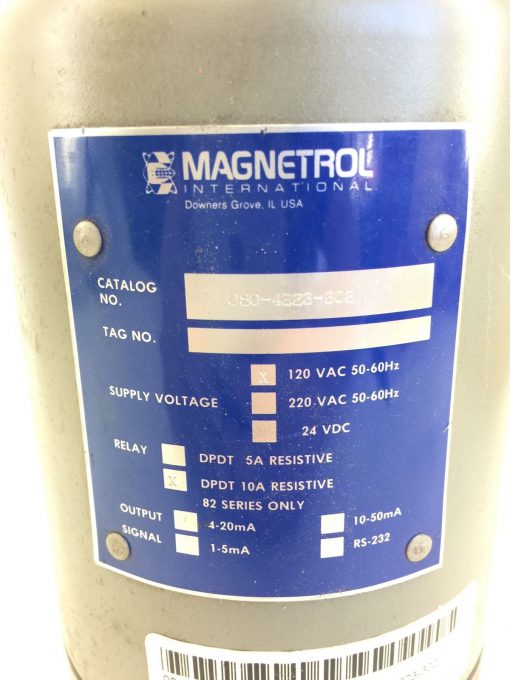 MAGNETROL
INTERNATIONAL
Downers Grove, IL USA
CATALOG NO. 080-4223-302
TAG NO.
SUPPLY VOLTAGE
X 120 VAC 50-60Hz
220 VAC 50-60Hz
24 VDC
RELAY
DPDT 5A RESISTIVE
X DPDT 10A RESISTIVE
82 SERIES ONLY
OUTPUT SIGNAL
4-20mA
10-50mA
1-5mA
RS-232